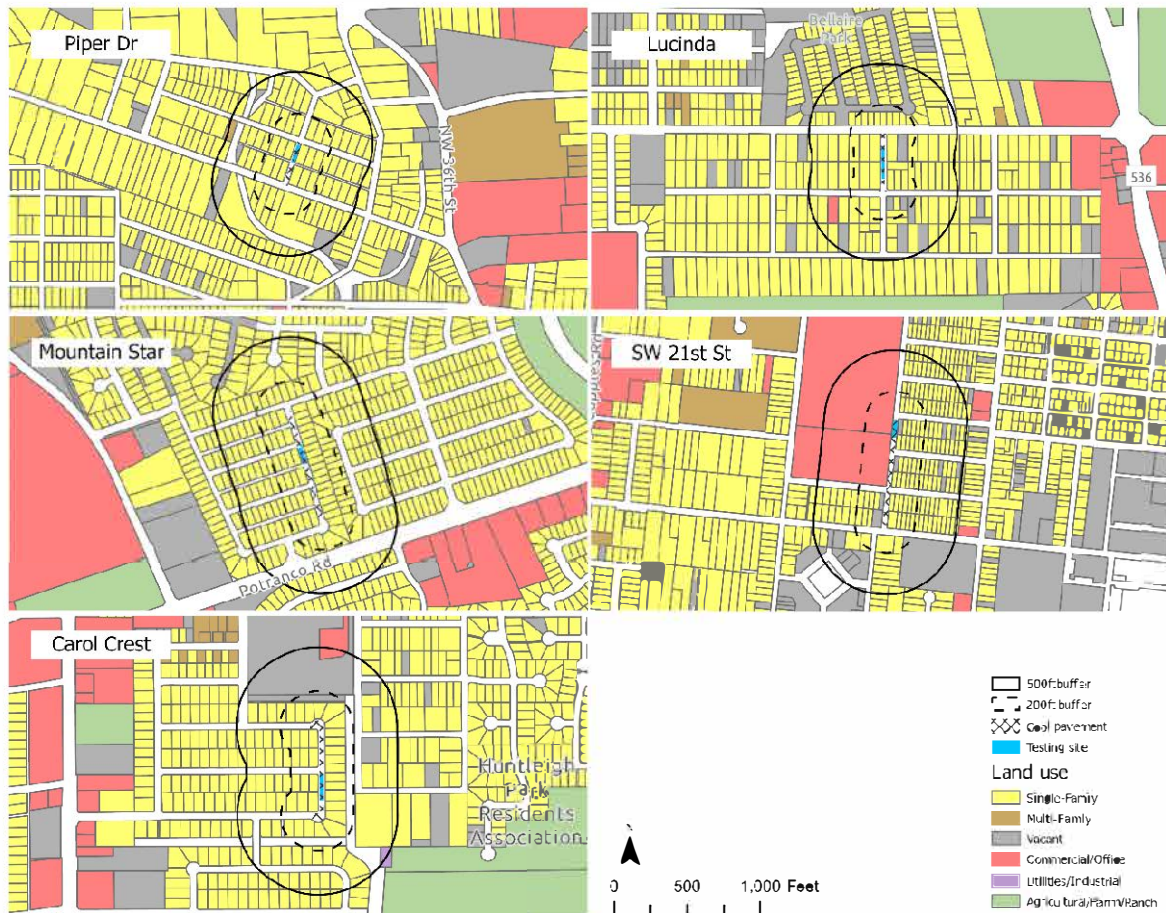 Piper Dr
NW 36th St
Lucinda
Bellaire
Park
536
Mountain Star
Potranco Rd
SW 21st St
Carol Crest
Huntleigh
Park
Residents
Association
500ft buffer
200ft buffer
Cool pavement
Testing site
Land use
Single-Family
Multi-Family
Vacant
Commercial/Office
Utilities/Industrial
Agricultural/Farm/Ranch
0 500 1,000 Feet